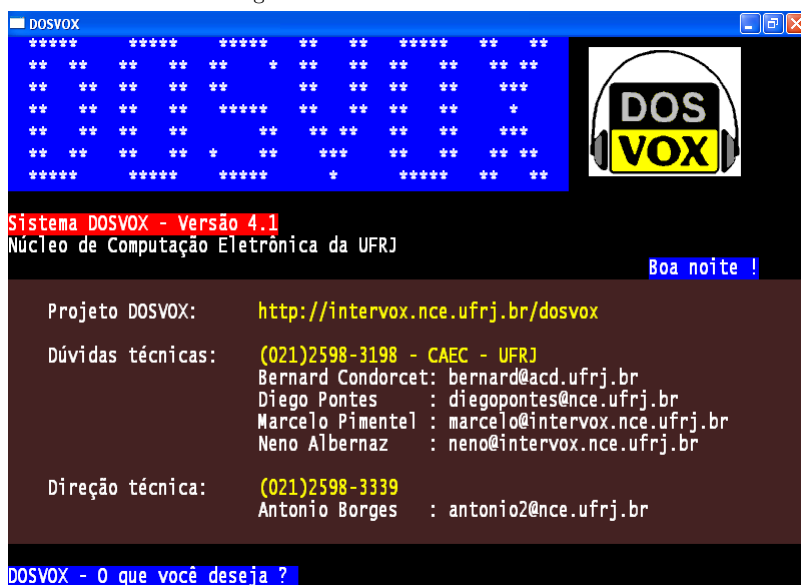 DOSVOX
DOSVOX
DOS
VOX
Sistema DOSVOX - Versão 4.1
Núcleo de Computação Eletrônica da UFRJ
Boa noite !
Projeto DOSVOX: http://intervox.nce.ufrj.br/dosvox
Dúvidas técnicas: (021)2598-3198 - CAEC - UFRJ
Bernard Condorcet: bernard@acd.ufrj.br
Diego Pontes : diegopontes@nce.ufrj.br
Marcelo Pimentel : marcelo@intervox.nce.ufrj.br
Neno Albernaz : neno@intervox.nce.ufrj.br
Direção técnica: (021)2598-3339
Antonio Borges : antonio2@nce.ufrj.br
DOSVOX - O que você deseja ?